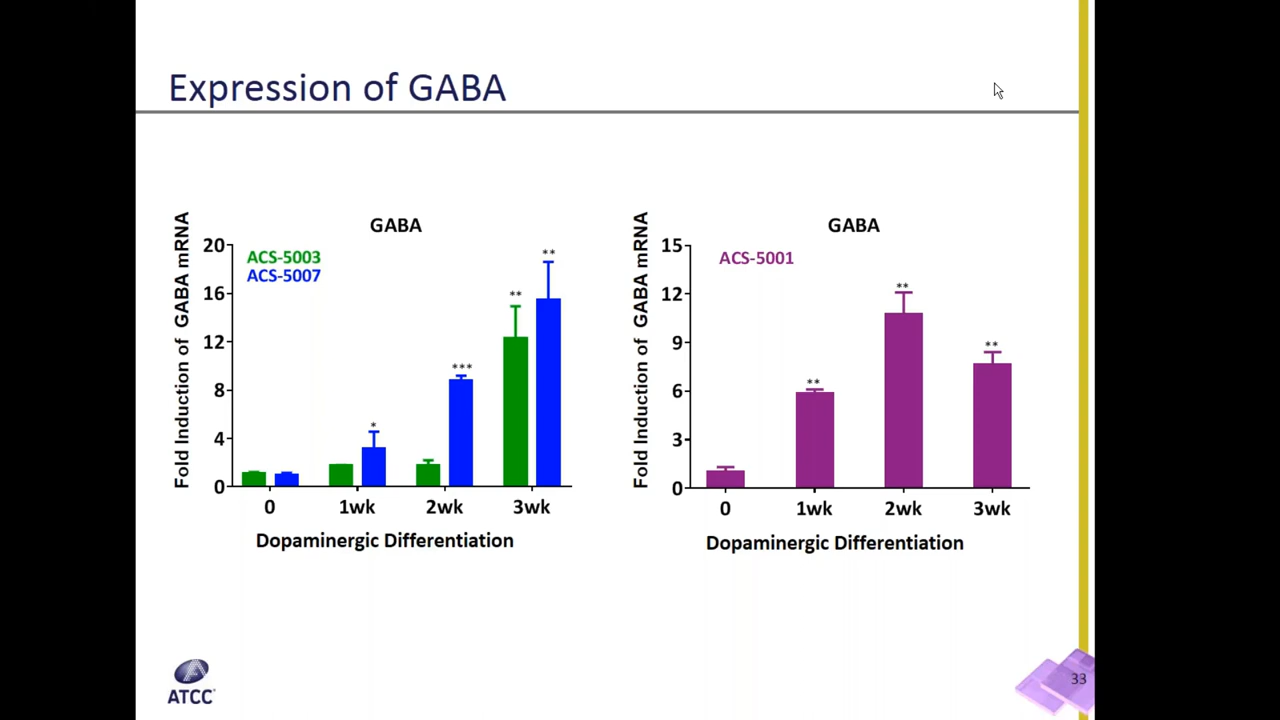 Expression of GABA
GABA
Fold Induction of GABA mRNA
20
16
12
8
4
0
ACS-5003
ACS-5007
*
***
**
**
0 1wk 2wk 3wk
Dopaminergic Differentiation
GABA
Fold Induction of GABA mRNA
15
12
9
6
3
0
ACS-5001
**
**
**
0 1wk 2wk 3wk
Dopaminergic Differentiation
ATCC
33